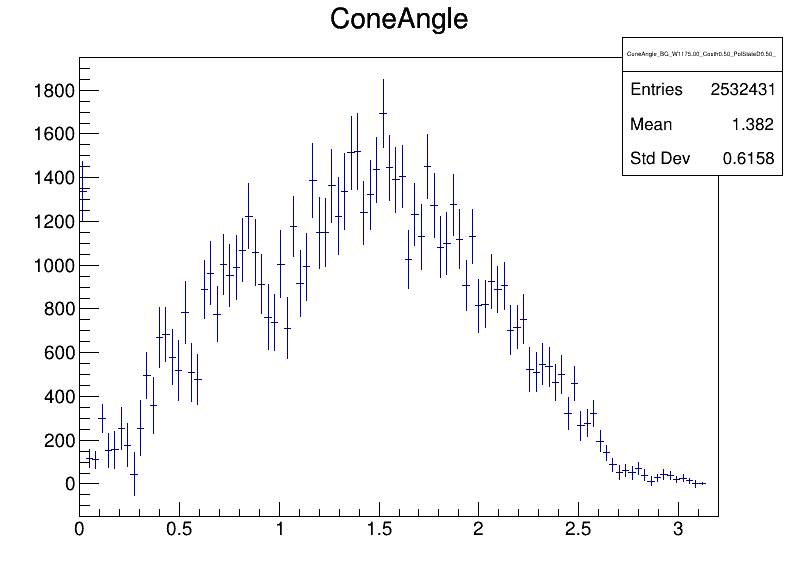 ConeAngle
ConeAngle_BG_W1175.00_Costh0.50_PolStateD0.50_
Entries 2532431
Mean 1.382
Std Dev 0.6158
1800
1600
1400
1200
1000
800
600
400
200
0
0 0.5 1 1.5 2 2.5 3